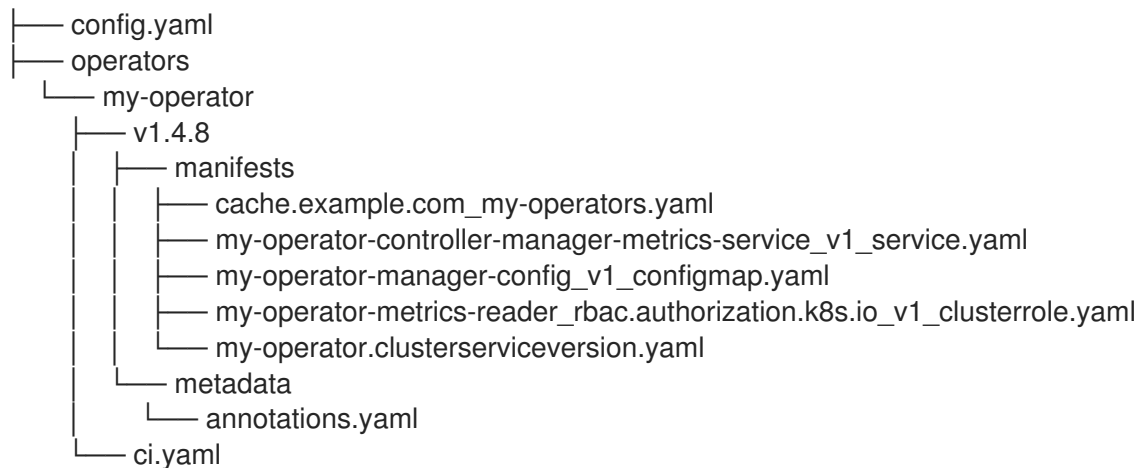 config.yaml
operators
my-operator
v1.4.8
manifests
cache.example.com_my-operators.yaml
my-operator-controller-manager-metrics-service_v1_service.yaml
my-operator-manager-config_v1_configmap.yaml
my-operator-metrics-reader_rbac.authorization.k8s.io_v1_clusterrole.yaml
my-operator.clusterserviceversion.yaml
metadata
annotations.yaml
ci.yaml